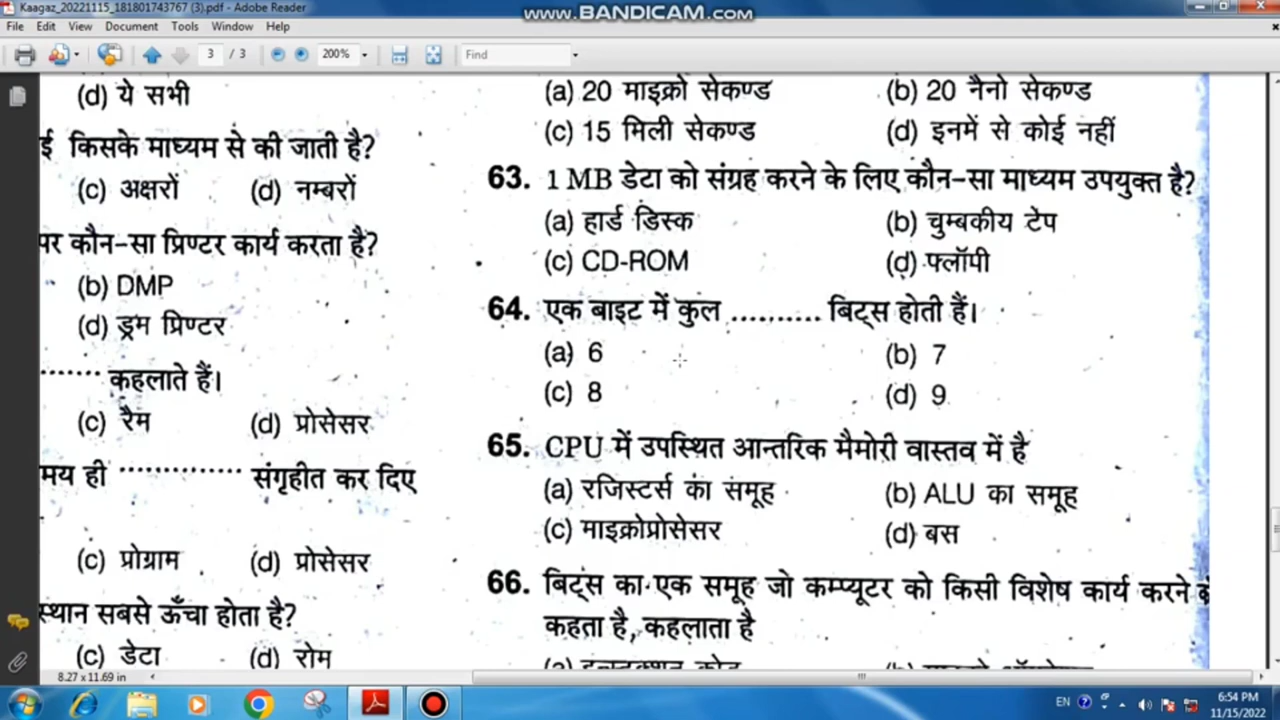 Kaagaz_20221115_181801743767 (3).pdf - Adobe Reader
www.BANDICAM.com
File Edit View Document Tools Window Help
3 / 3 200% Find
(d) ये सभी
ई किसके माध्यम से की जाती है?
(c) अक्षरों (d) नम्बरों
पर कौन-सा प्रिण्टर कार्य करता है?
(b) DMP
(d) ड्रम प्रिण्टर
....... कहलाते हैं।
(c) रैम (d) प्रोसेसर
मय ही .............. संगृहीत कर दिए
(c) प्रोग्राम (d) प्रोसेसर
स्थान सबसे ऊँचा होता है?
(c) डेटा (d) रोम
(a) 20 माइक्रो सेकण्ड (b) 20 नैनो सेकण्ड
(c) 15 मिली सेकण्ड (d) इनमें से कोई नहीं
63. 1 MB डेटा को संग्रह करने के लिए कौन-सा माध्यम उपयुक्त है?
(a) हार्ड डिस्क (b) चुम्बकीय टेप
(c) CD-ROM (d) फ्लॉपी
64. एक बाइट में कुल .......... बिट्स होती हैं।
(a) 6 (b) 7
(c) 8 (d) 9
65. CPU में उपस्थित आन्तरिक मैमोरी वास्तव में है
(a) रजिस्टर्स का समूह (b) ALU का समूह
(c) माइक्रोप्रोसेसर (d) बस
66. बिट्स का एक समूह जो कम्प्यूटर को किसी विशेष कार्य करने
कहता है, कहलाता है
8.27 x 11.69 in
EN 6:54 PM
11/15/2022